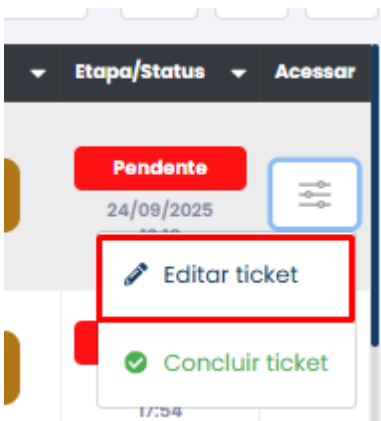 Etapa/Status Acessar
Pendente
24/09/2025
Editar ticket
Concluir ticket
17:54